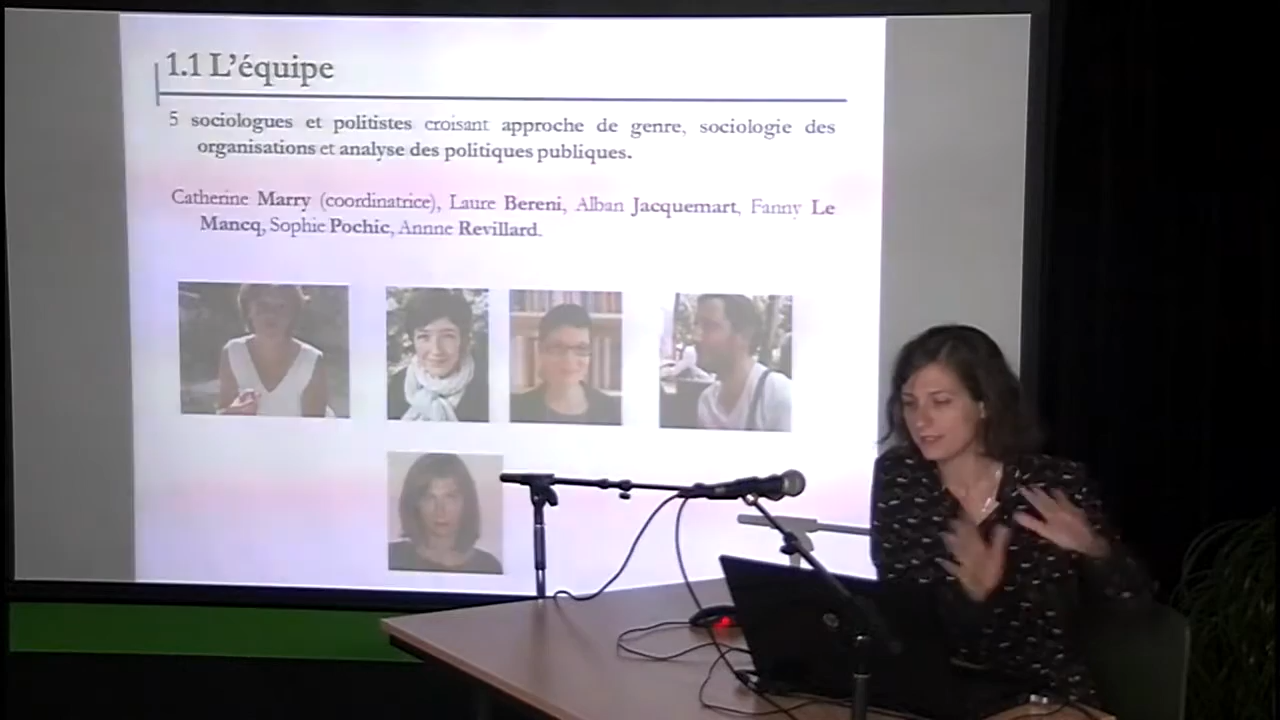 1.1 L'équipe
5 sociologues et politistes croisant approche de genre, sociologie des
organisations et analyse des politiques publiques.
Catherine Marry (coordinatrice), Laure Bereni, Alban Jacquemart, Fanny Le
Mancq, Sophie Pochic, Annne Revillard.